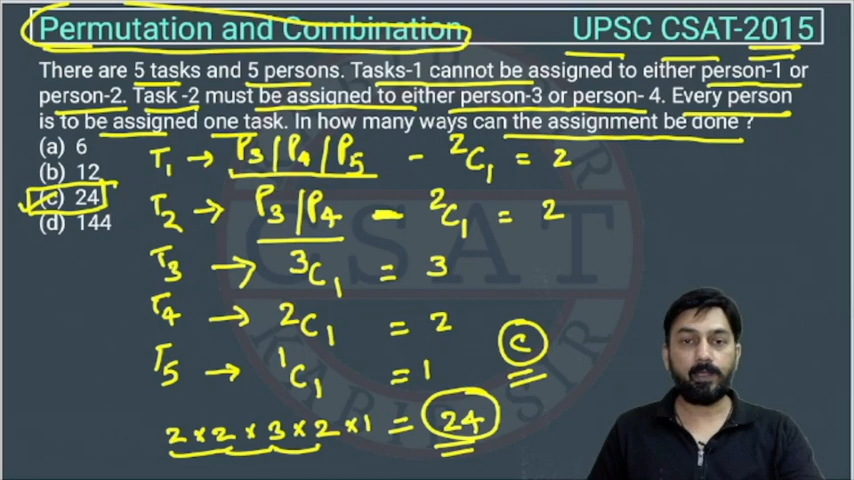 Permutation and Combination UPSC CSAT-2015
There are 5 tasks and 5 persons. Tasks-1 cannot be assigned to either person-1 or
person-2. Task -2 must be assigned to either person-3 or person- 4. Every person
is to be assigned one task. In how many ways can the assignment be done ?
(a) 6
(b) 12
(c) 24
(d) 144
T₁ → P₃ / P₄ / P₅ - ²C₁ = 2
T₂ → P₃ / P₄ - ²C₁ = 2
T₃ → ³C₁ = 3
T₄ → ²C₁ = 2
T₅ → ¹C₁ = 1
C
2 × 2 × 3 × 2 × 1 = 24
CSAT
KABIR SIR